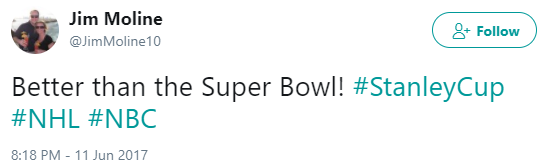 Jim Moline
@JimMoline10
Follow
Better than the Super Bowl! #StanleyCup
#NHL #NBC
8:18 PM - 11 Jun 2017